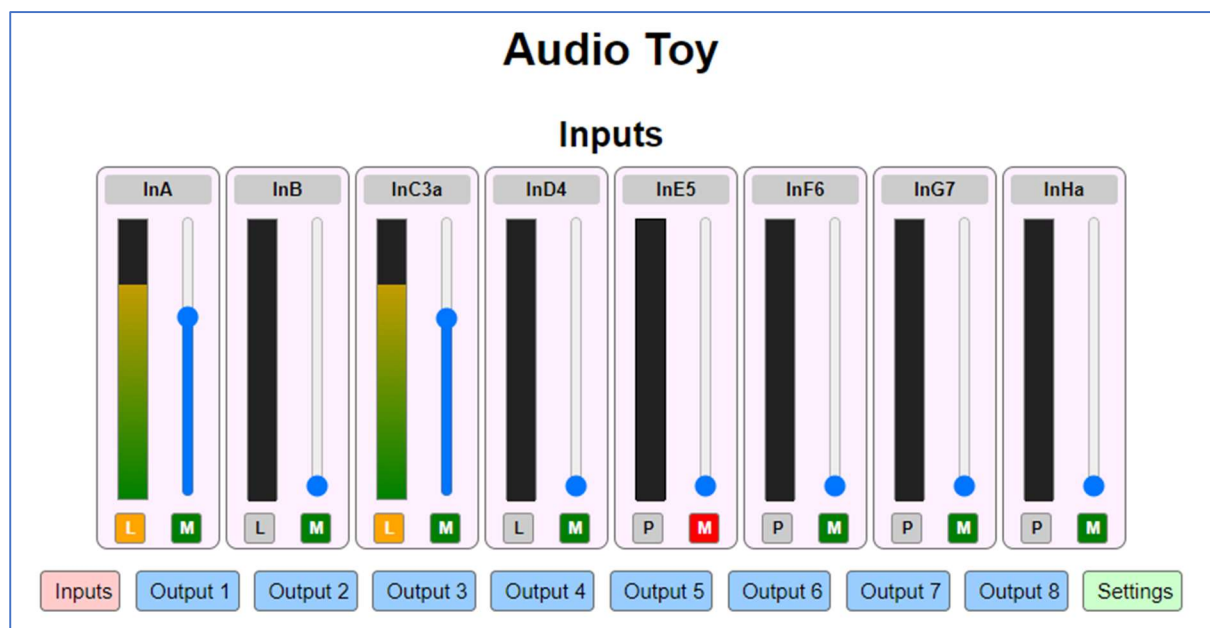 Audio Toy
Inputs
InA InB InC3a InD4 InE5 InF6 InG7 InHa
L M L M L M L M P M P M P M P M
Inputs Output 1 Output 2 Output 3 Output 4 Output 5 Output 6 Output 7 Output 8 Settings